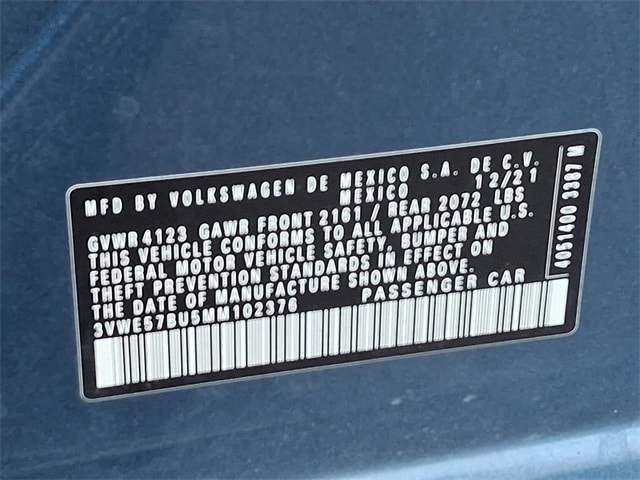 MFD BY VOLKSWAGEN DE MEXICO S.A. DE C.V.
MEXICO 12/21
GVWR 4123 GAWR FRONT 2161 / REAR 2072 LBS
THIS VEHICLE CONFORMS TO ALL APPLICABLE U.S.
FEDERAL MOTOR VEHICLE SAFETY, BUMPER AND
THEFT PREVENTION STANDARDS IN EFFECT ON
THE DATE OF MANUFACTURE SHOWN ABOVE.
3VWE57BU5MM102376 PASSENGER CAR
4051400 3307 M